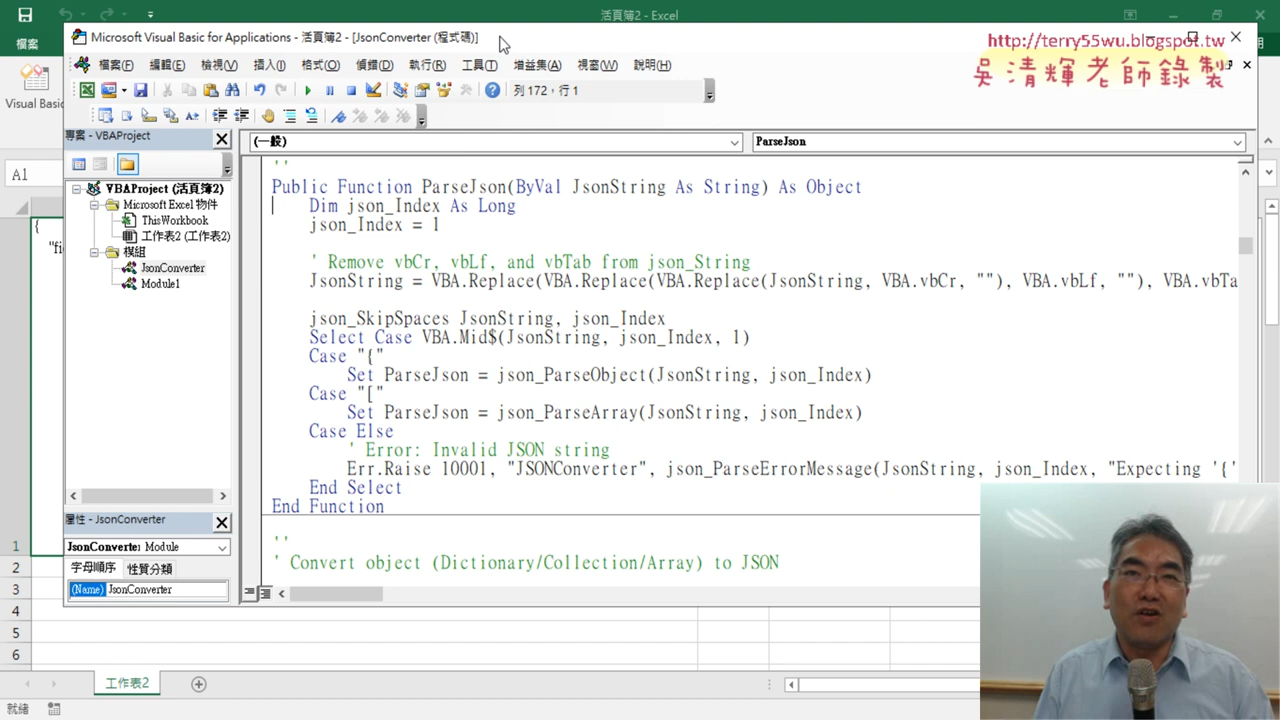 活頁簿2 - Excel
檔案
Visual Basic
A1
Microsoft Visual Basic for Applications - 活頁簿2 - [JsonConverter (程式碼)]
http://terry55wu.blogspot.tw
吳清輝老師錄製
檔案(F) 編輯(E) 檢視(V) 插入(I) 格式(O) 偵錯(D) 執行(R) 工具(T) 增益集(A) 視窗(W) 說明(H)
列 172，行 1
專案 - VBAProject
(一般)
ParseJson
VBAProject (活頁簿2)
Microsoft Excel 物件
ThisWorkbook
工作表2 (工作表2)
模組
JsonConverter
Module1
屬性 - JsonConverter
JsonConverter Module
字母順序 性質分類
(Name) JsonConverter
{
"fi
''
Public Function ParseJson(ByVal JsonString As String) As Object
Dim json_Index As Long
json_Index = 1
' Remove vbCr, vbLf, and vbTab from json_String
JsonString = VBA.Replace(VBA.Replace(VBA.Replace(JsonString, VBA.vbCr, ""), VBA.vbLf, ""), VBA.vbTa
json_SkipSpaces JsonString, json_Index
Select Case VBA.Mid$(JsonString, json_Index, 1)
Case "{"
Set ParseJson = json_ParseObject(JsonString, json_Index)
Case "["
Set ParseJson = json_ParseArray(JsonString, json_Index)
Case Else
' Error: Invalid JSON string
Err.Raise 10001, "JSONConverter", json_ParseErrorMessage(JsonString, json_Index, "Expecting '{'
End Select
End Function
''
' Convert object (Dictionary/Collection/Array) to JSON
1
2
3
4
5
6
工作表2
就緒